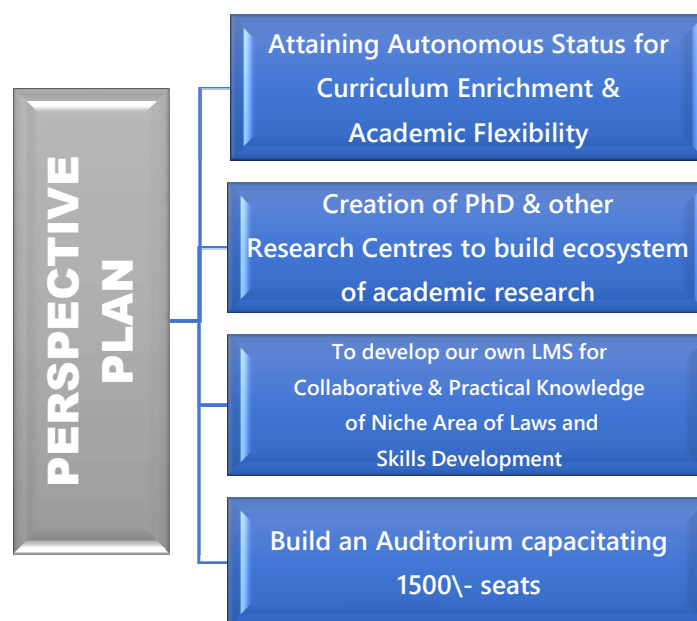 PERSPECTIVE
PLAN
Attaining Autonomous Status for
Curriculum Enrichment &
Academic Flexibility
Creation of PhD & other
Research Centres to build ecosystem
of academic research
To develop our own LMS for
Collaborative & Practical Knowledge
of Niche Area of Laws and
Skills Development
Build an Auditorium capacitating
1500\- seats